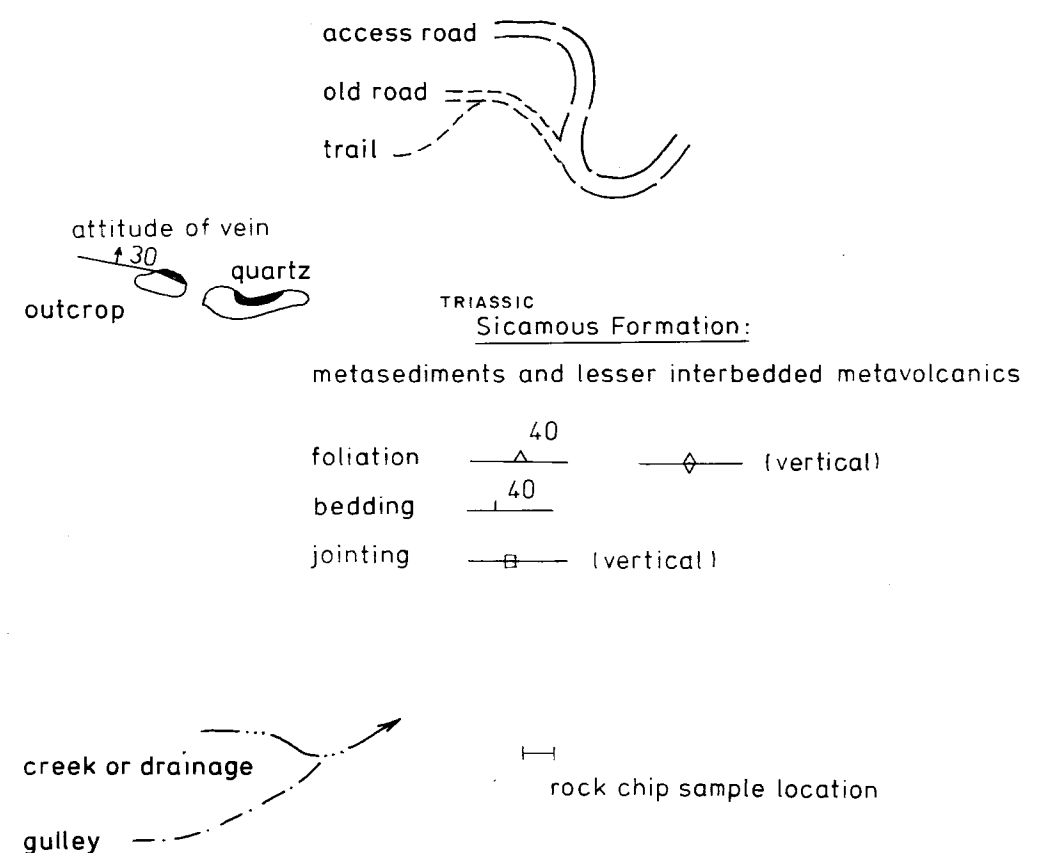 access road
old road
trail
attitude of vein
30
quartz
outcrop
TRIASSIC
Sicamous Formation:
metasediments and lesser interbedded metavolcanics
40
foliation (vertical)
40
bedding
jointing (vertical)
creek or drainage
rock chip sample location
gulley